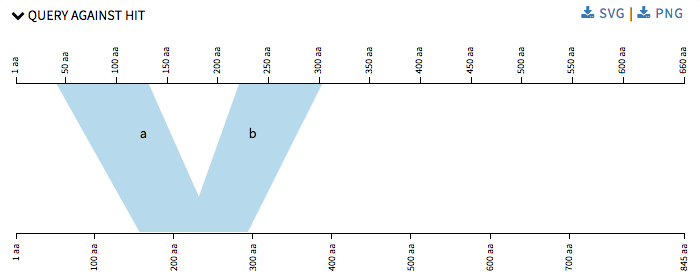 QUERY AGAINST HIT
SVG | PNG
1 aa 50 aa 100 aa 150 aa 200 aa 250 aa 300 aa 350 aa 400 aa 450 aa 500 aa 550 aa 600 aa 660 aa
a b
1 aa 100 aa 200 aa 300 aa 400 aa 500 aa 600 aa 700 aa 845 aa